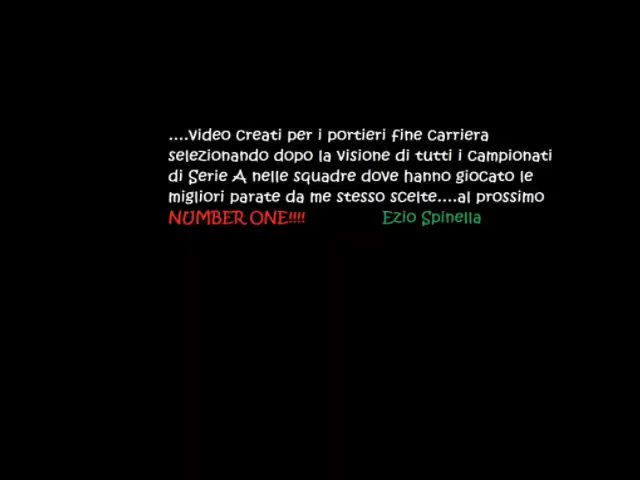 ....Video creati per i portieri fine carriera
selezionando dopo la visione di tutti i campionati
di Serie A nelle squadre dove hanno giocato le
migliori parate da me stesso scelte....al prossimo
NUMBER ONE!!!! Ezio Spinella